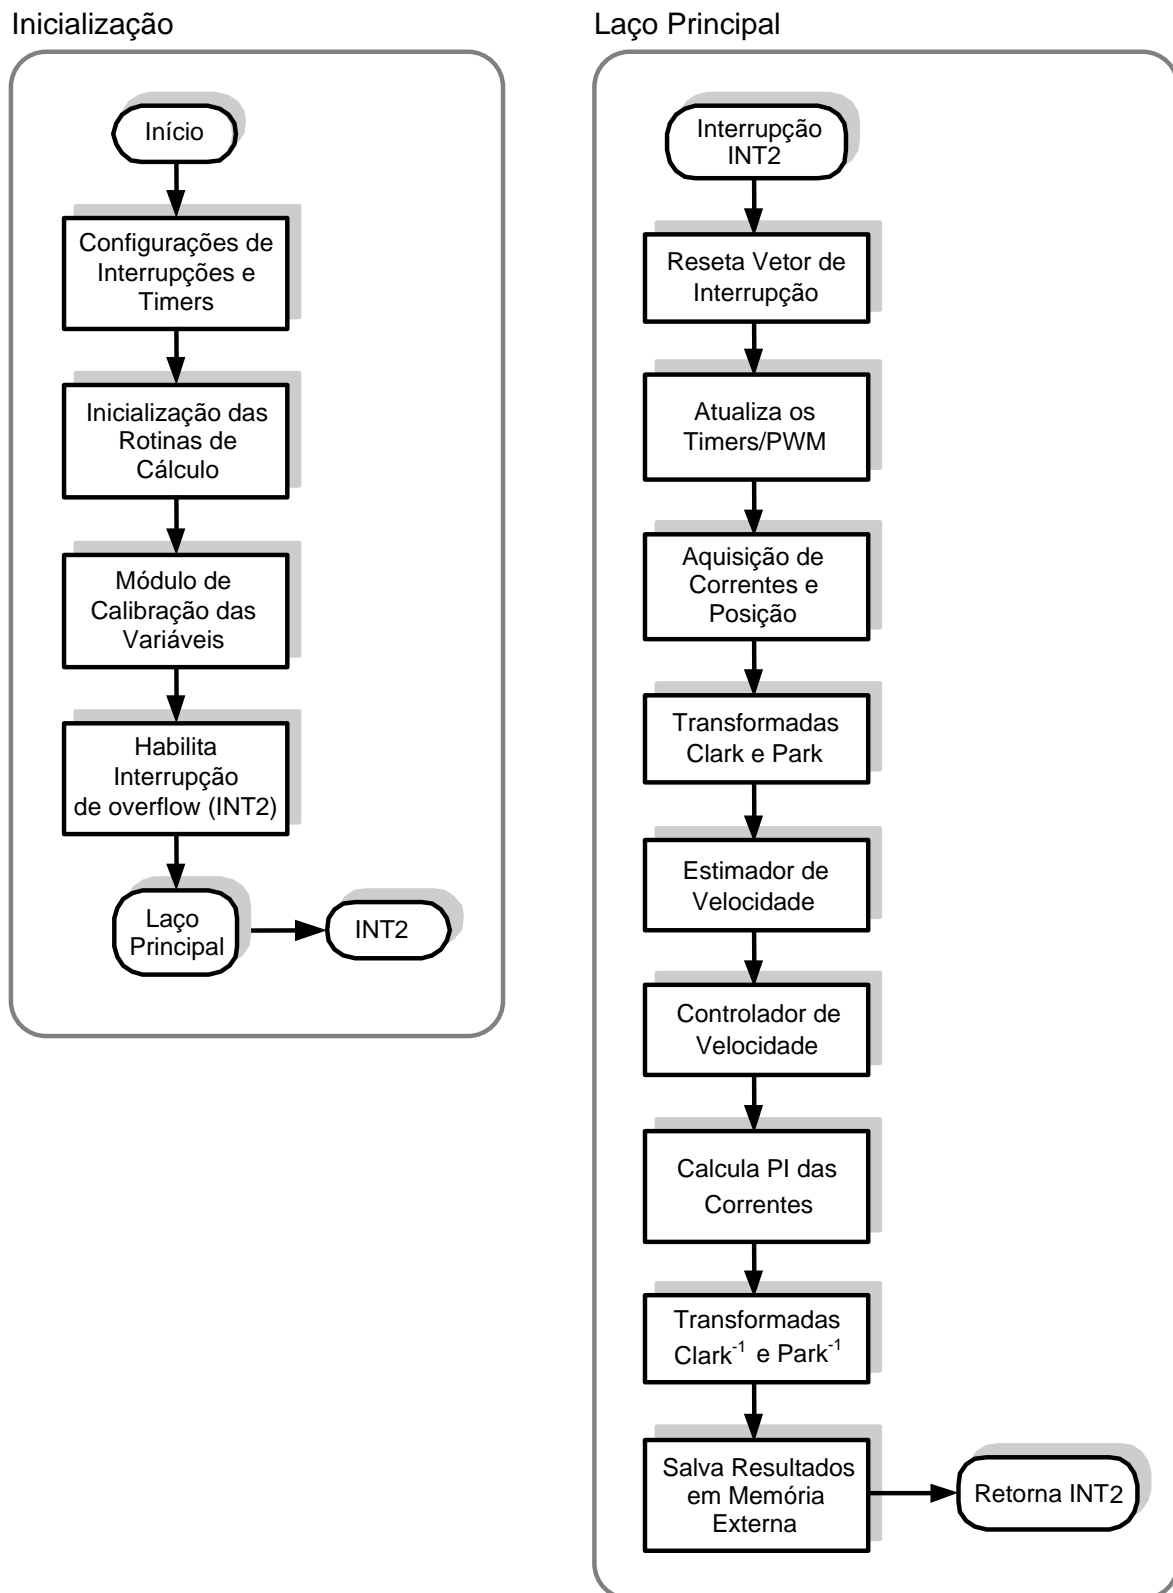 Inicialização
Início
Configurações de
Interrupções e
Timers
Inicialização das
Rotinas de
Cálculo
Módulo de
Calibração das
Variáveis
Habilita
Interrupção
de overflow (INT2)
Laço
Principal
INT2
Laço Principal
Interrupção
INT2
Reseta Vetor de
Interrupção
Atualiza os
Timers/PWM
Aquisição de
Correntes e
Posição
Transformadas
Clark e Park
Estimador de
Velocidade
Controlador de
Velocidade
Calcula PI das
Correntes
Transformadas
Clark⁻¹ e Park⁻¹
Salva Resultados
em Memória
Externa
Retorna INT2